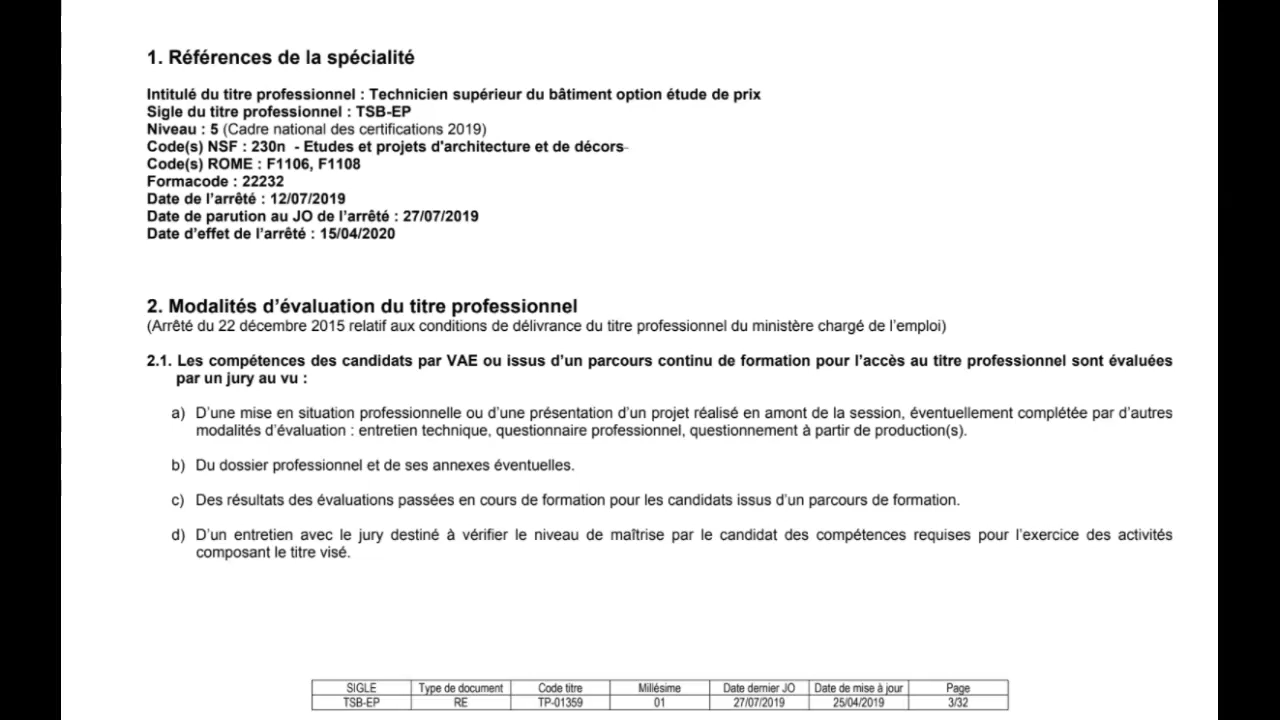 1. Références de la spécialité
Intitulé du titre professionnel : Technicien supérieur du bâtiment option étude de prix
Sigle du titre professionnel : TSB-EP
Niveau : 5 (Cadre national des certifications 2019)
Code(s) NSF : 230n - Etudes et projets d'architecture et de décors
Code(s) ROME : F1106, F1108
Formacode : 22232
Date de l’arrêté : 12/07/2019
Date de parution au JO de l’arrêté : 27/07/2019
Date d’effet de l’arrêté : 15/04/2020
2. Modalités d’évaluation du titre professionnel
(Arrêté du 22 décembre 2015 relatif aux conditions de délivrance du titre professionnel du ministère chargé de l’emploi)
2.1. Les compétences des candidats par VAE ou issus d’un parcours continu de formation pour l’accès au titre professionnel sont évaluées
par un jury au vu :
a) D’une mise en situation professionnelle ou d’une présentation d’un projet réalisé en amont de la session, éventuellement complétée par d’autres
modalités d’évaluation : entretien technique, questionnaire professionnel, questionnement à partir de production(s).
b) Du dossier professionnel et de ses annexes éventuelles.
c) Des résultats des évaluations passées en cours de formation pour les candidats issus d’un parcours de formation.
d) D’un entretien avec le jury destiné à vérifier le niveau de maîtrise par le candidat des compétences requises pour l’exercice des activités
composant le titre visé.
SIGLE Type de document Code titre Millésime Date dernier JO Date de mise à jour Page
TSB-EP RE TP-01359 01 27/07/2019 25/04/2019 3/32